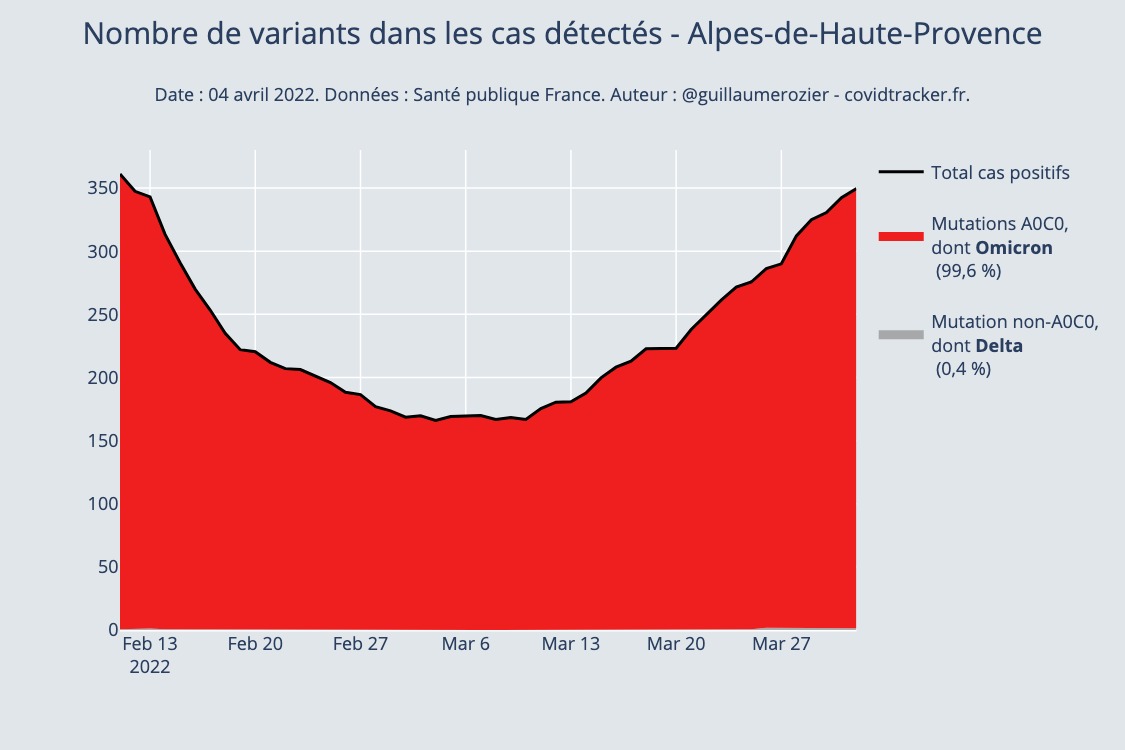 Nombre de variants dans les cas détectés - Alpes-de-Haute-Provence
Date : 04 avril 2022. Données : Santé publique France. Auteur : @guillaumerozier - covidtracker.fr.
350
300
250
200
150
100
50
0
Feb 13
2022
Feb 20
Feb 27
Mar 6
Mar 13
Mar 20
Mar 27
Total cas positifs
Mutations A0C0,
dont Omicron
(99,6 %)
Mutation non-A0C0,
dont Delta
(0,4 %)